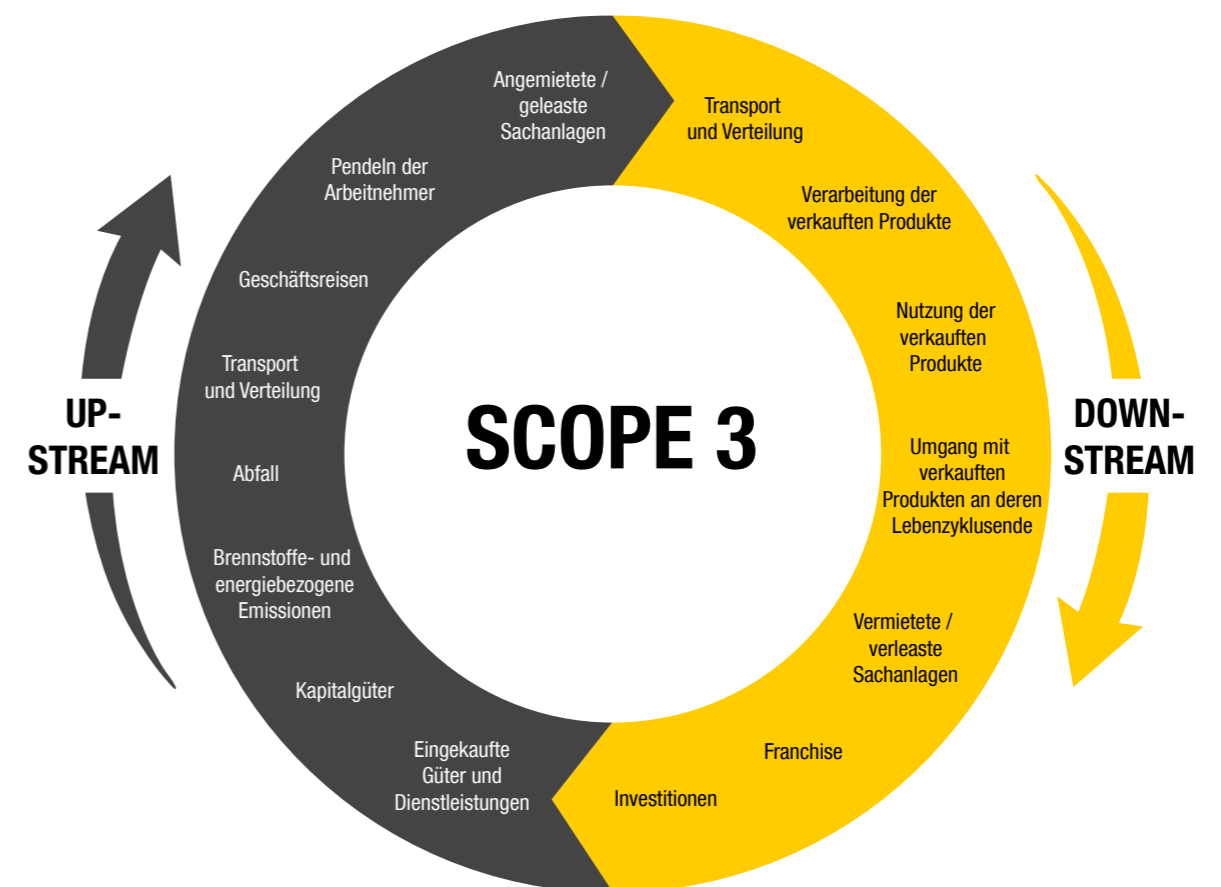 Angemietete /
geleaste
Sachanlagen
Pendeln der
Arbeitnehmer
Geschäftsreisen
Transport
und Verteilung
Abfall
Brennstoffe- und
energiebezogene
Emissionen
Kapitalgüter
Eingekaufte
Güter und
Dienstleistungen
UP-
STREAM
SCOPE 3
Transport
und Verteilung
Verarbeitung der
verkauften Produkte
Nutzung der
verkauften
Produkte
Umgang mit
verkauften
Produkten an deren
Lebenzyklusende
Vermietete /
verleaste
Sachanlagen
Franchise
Investitionen
DOWN-
STREAM